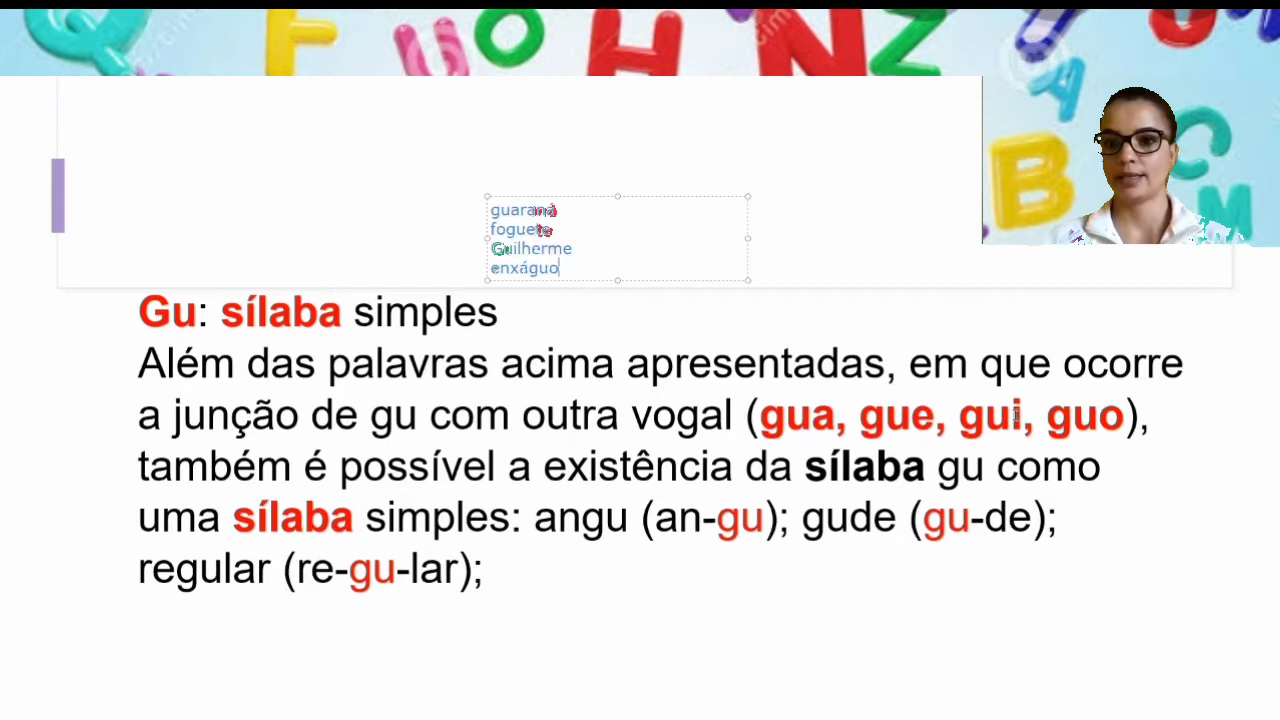 guaraná
foguete
Guilherme
enxáguo
Gu: sílaba simples
Além das palavras acima apresentadas, em que ocorre
a junção de gu com outra vogal (gua, gue, gui, guo),
também é possível a existência da sílaba gu como
uma sílaba simples: angu (an-gu); gude (gu-de);
regular (re-gu-lar);